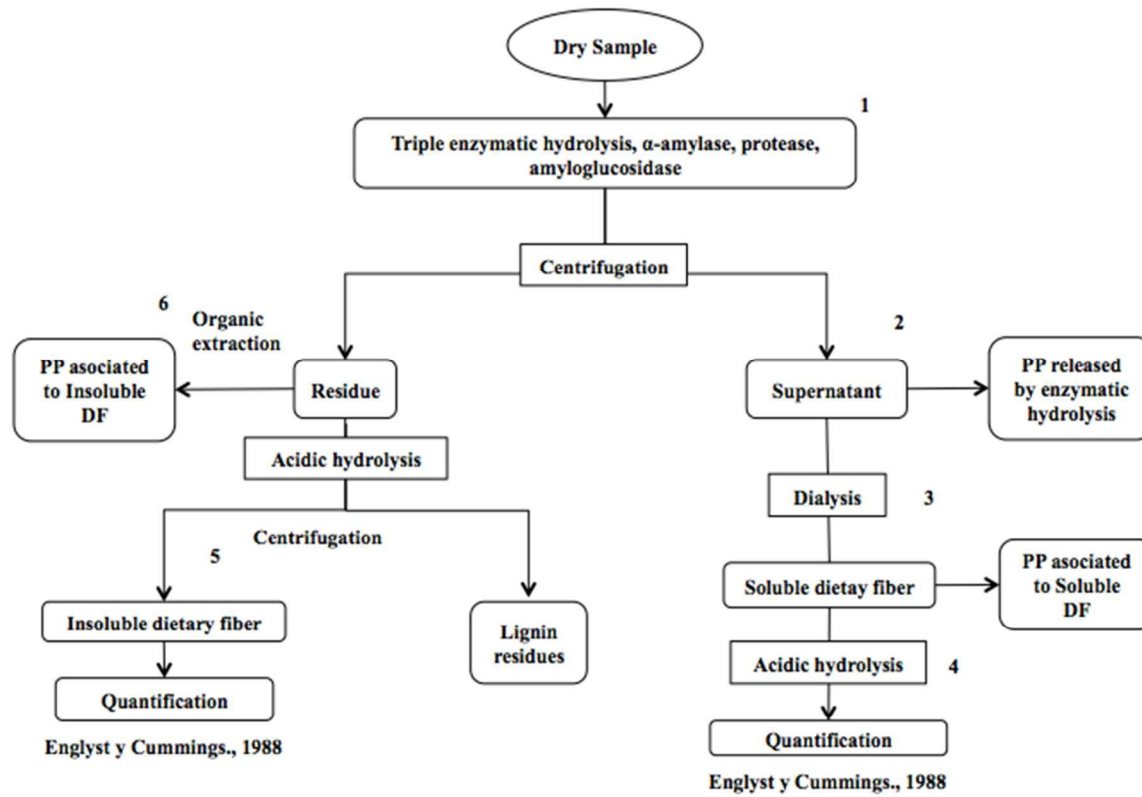 Dry Sample
1
Triple enzymatic hydrolysis, α-amylase, protease,
amyloglucosidase
Centrifugation
6
Organic
extraction
2
PP asociated
to Insoluble
DF
Residue
Supernatant
PP released
by enzymatic
hydrolysis
Acidic hydrolysis
Dialysis
3
Centrifugation
5
Soluble dietay fiber
PP asociated
to Soluble
DF
Insoluble dietary fiber
Lignin
residues
Acidic hydrolysis
4
Quantification
Quantification
Englyst y Cummings., 1988
Englyst y Cummings., 1988